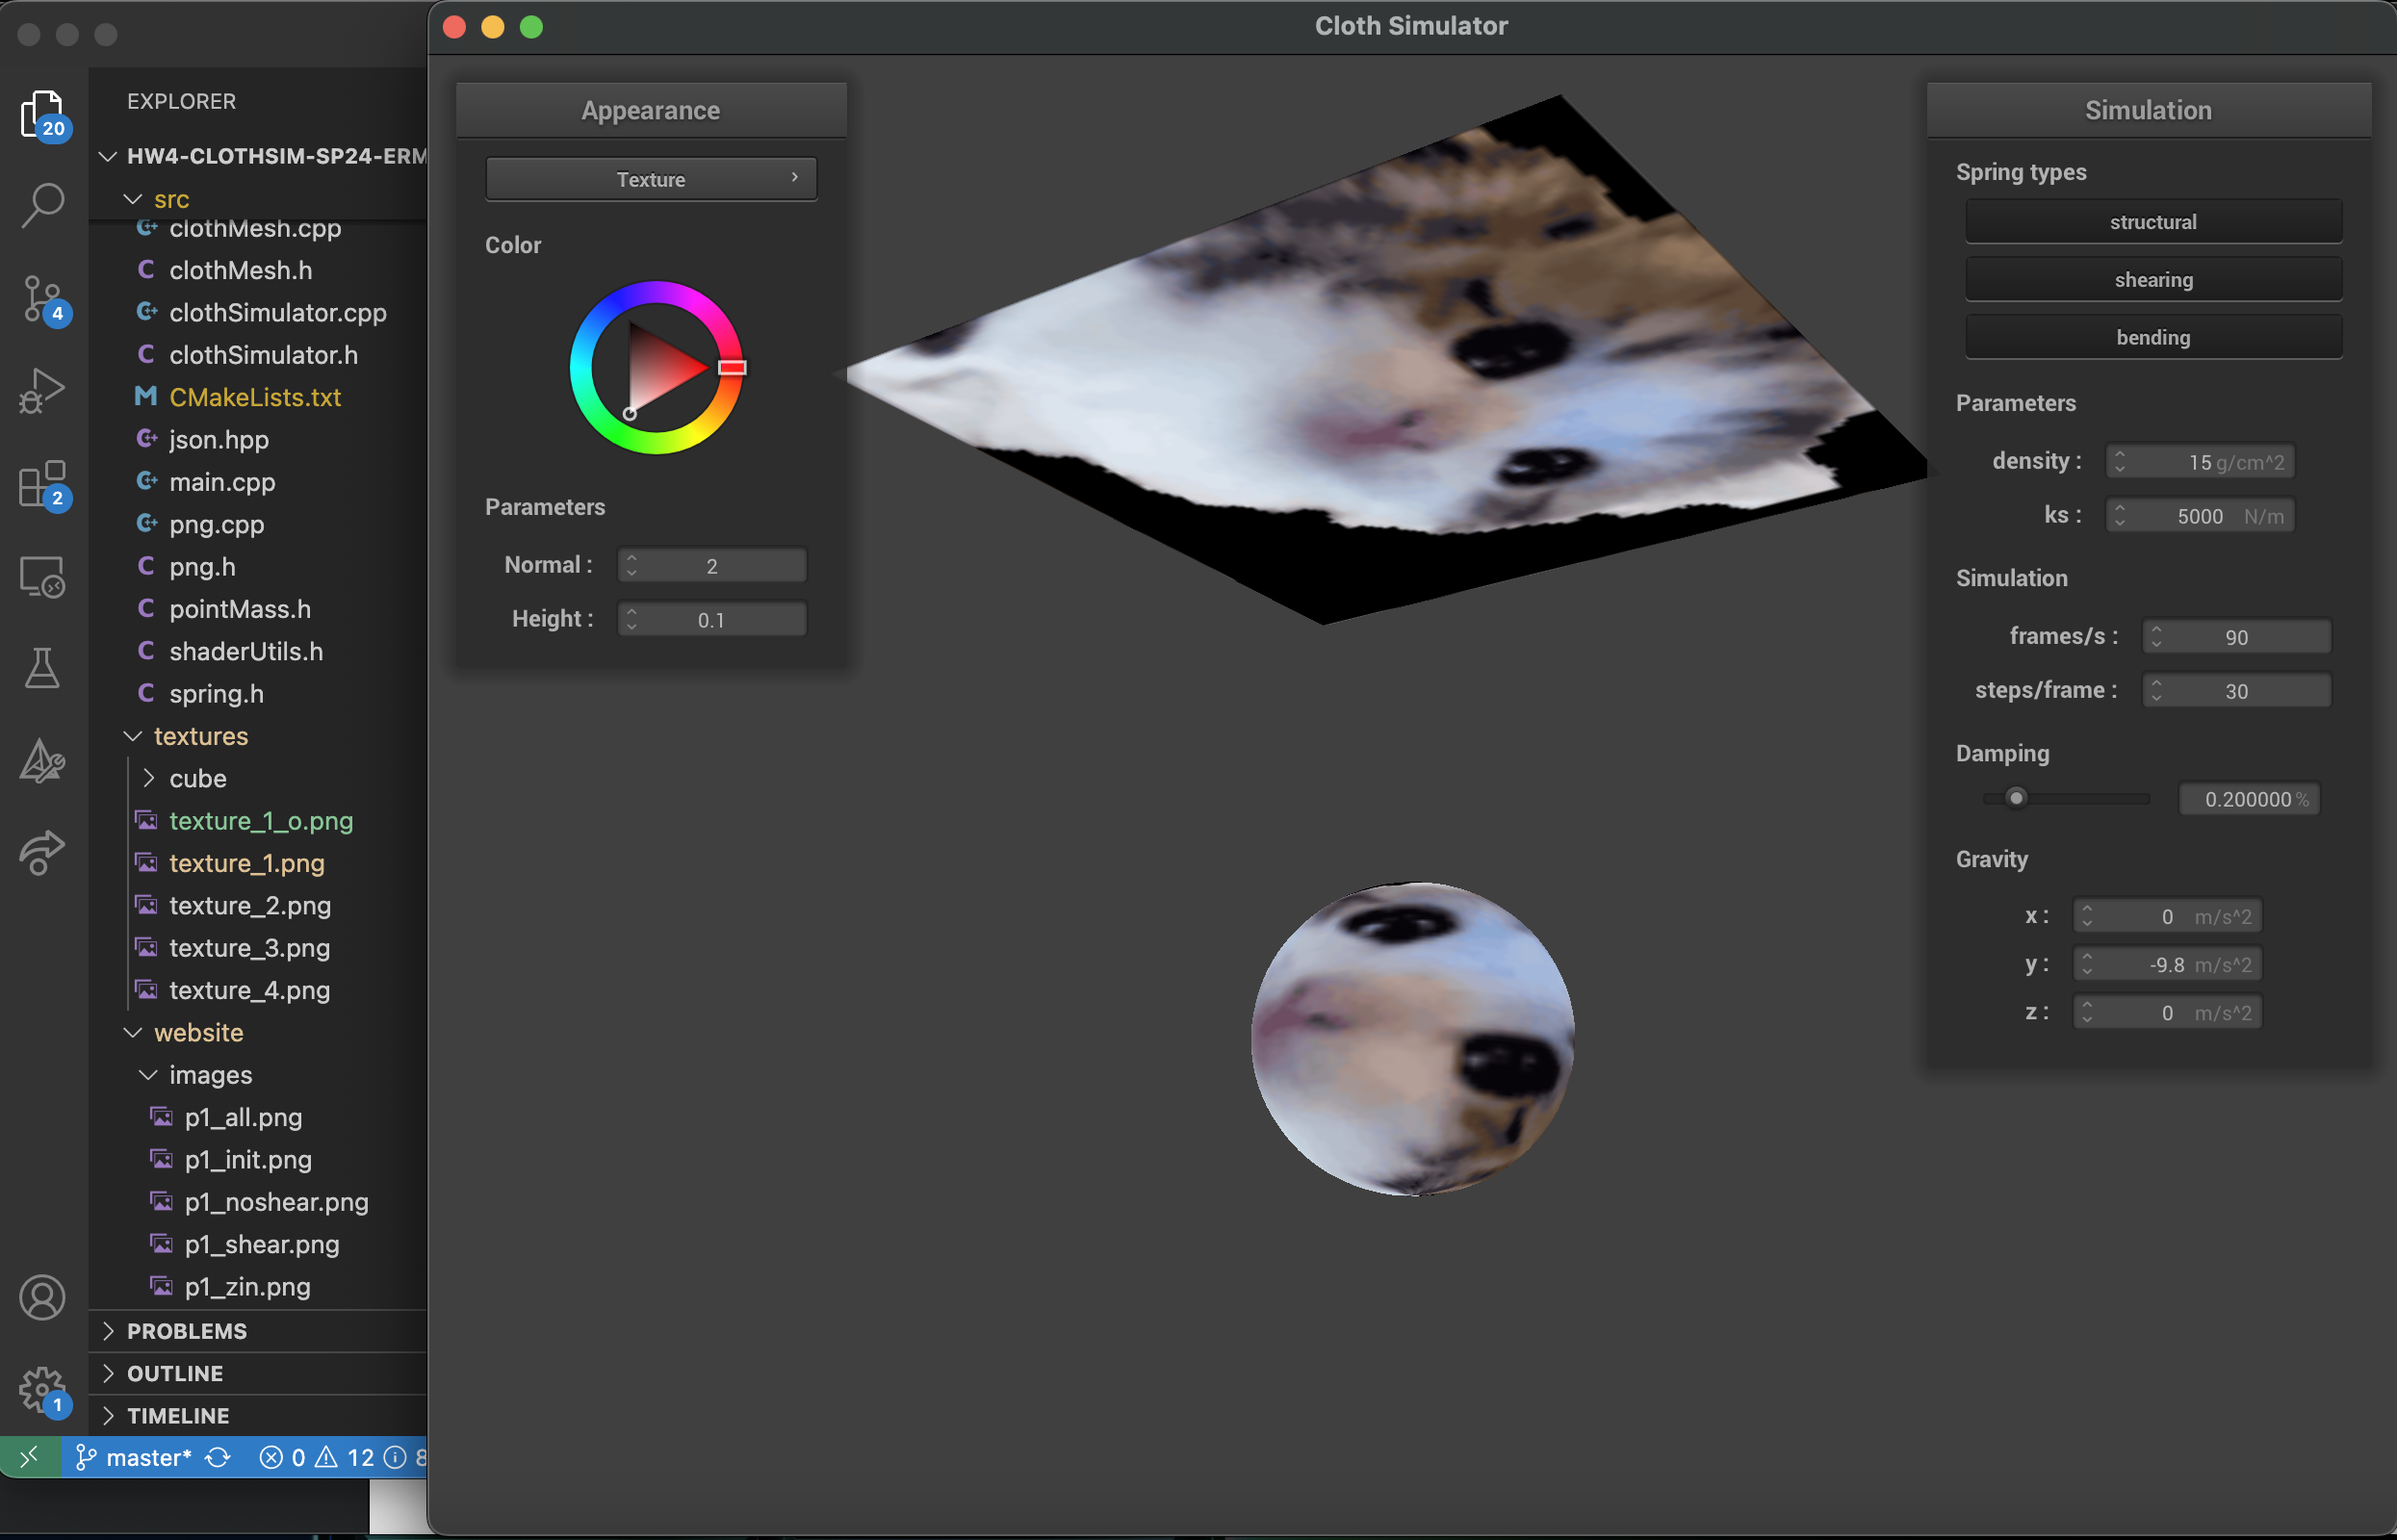 Cloth Simulator
EXPLORER
20
HW4-CLOTHSIM-SP24-ERM
src
clothMesh.cpp
clothMesh.h
clothSimulator.cpp
4
clothSimulator.h
CMakeLists.txt
json.hpp
main.cpp
2
png.cpp
png.h
pointMass.h
shaderUtils.h
spring.h
textures
cube
texture_1_o.png
texture_1.png
texture_2.png
texture_3.png
texture_4.png
website
images
p1_all.png
p1_init.png
p1_noshear.png
p1_shear.png
p1_zin.png
PROBLEMS
OUTLINE
1
TIMELINE
master* 0 12 8
Appearance
Texture
Color
Parameters
Normal : 2
Height : 0.1
Simulation
Spring types
structural
shearing
bending
Parameters
density : 15 g/cm^2
ks : 5000 N/m
Simulation
frames/s : 90
steps/frame : 30
Damping
0.200000 %
Gravity
x : 0 m/s^2
y : -9.8 m/s^2
z : 0 m/s^2